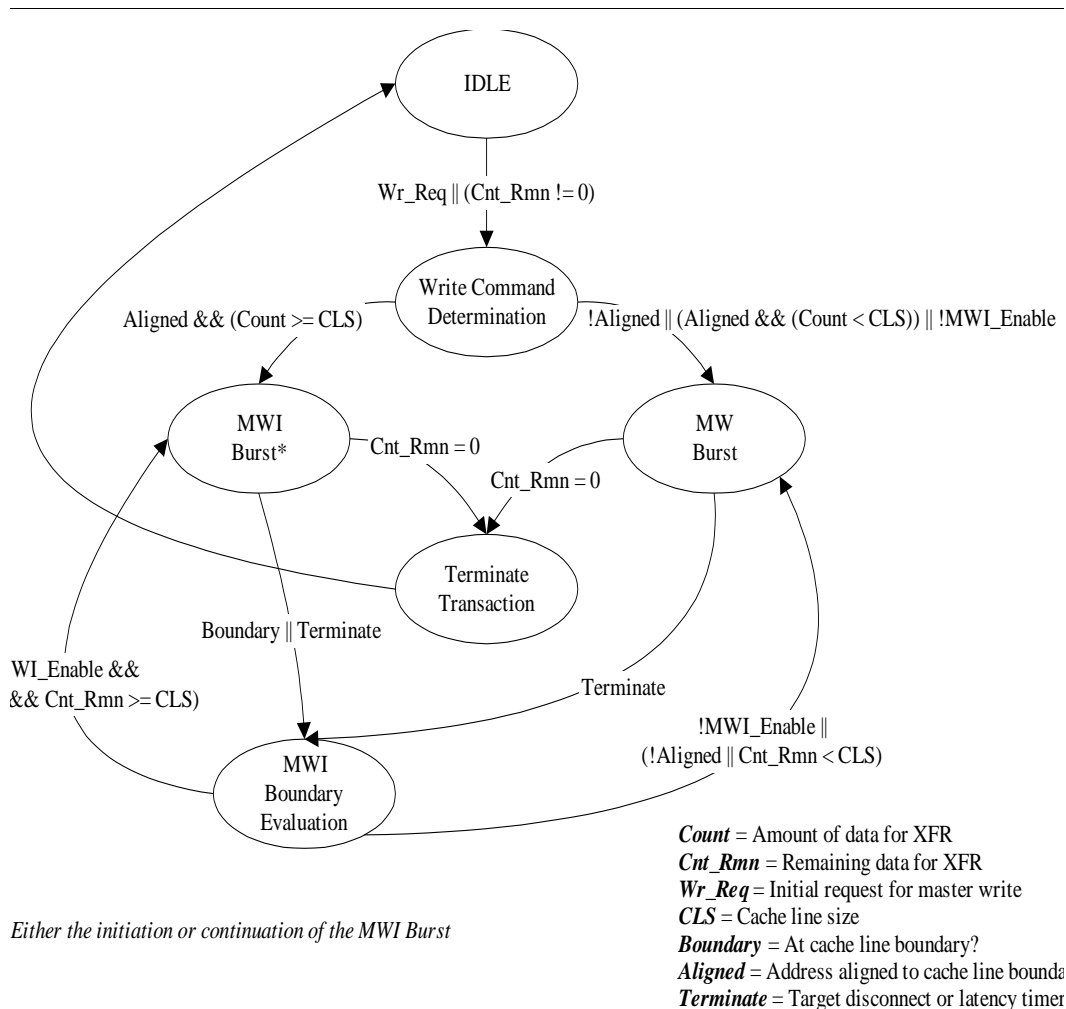 IDLE
Wr_Req || (Cnt_Rmn != 0)
Write Command
Determination
Aligned && (Count >= CLS)
!Aligned || (Aligned && (Count < CLS)) || !MWI_Enable
MWI
Burst*
MW
Burst
Cnt_Rmn = 0
Cnt_Rmn = 0
Terminate
Transaction
Boundary || Terminate
WI_Enable &&
&& Cnt_Rmn >= CLS)
Terminate
!MWI_Enable ||
(!Aligned || Cnt_Rmn < CLS)
MWI
Boundary
Evaluation
Count = Amount of data for XFR
Cnt_Rmn = Remaining data for XFR
Wr_Req = Initial request for master write
CLS = Cache line size
Boundary = At cache line boundary?
Aligned = Address aligned to cache line bounda
Terminate = Target disconnect or latency timer
Either the initiation or continuation of the MWI Burst